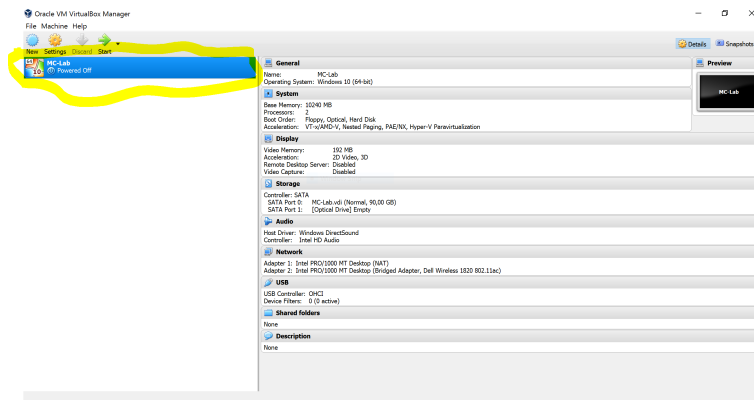 Oracle VM VirtualBox Manager
File Machine Help
New Settings Discard Start
Details Snapshots
64
10
MC-Lab
Powered Off
General
Name: MC-Lab
Operating System: Windows 10 (64-bit)
System
Base Memory: 10240 MB
Processors: 2
Boot Order: Floppy, Optical, Hard Disk
Acceleration: VT-x/AMD-V, Nested Paging, PAE/NX, Hyper-V Paravirtualization
Display
Video Memory: 192 MB
Acceleration: 2D Video, 3D
Remote Desktop Server: Disabled
Video Capture: Disabled
Storage
Controller: SATA
SATA Port 0: MC-Lab.vdi (Normal, 90,00 GB)
SATA Port 1: [Optical Drive] Empty
Audio
Host Driver: Windows DirectSound
Controller: Intel HD Audio
Network
Adapter 1: Intel PRO/1000 MT Desktop (NAT)
Adapter 2: Intel PRO/1000 MT Desktop (Bridged Adapter, Dell Wireless 1820 802.11ac)
USB
USB Controller: OHCI
Device Filters: 0 (0 active)
Shared folders
None
Description
None
Preview
MC-Lab